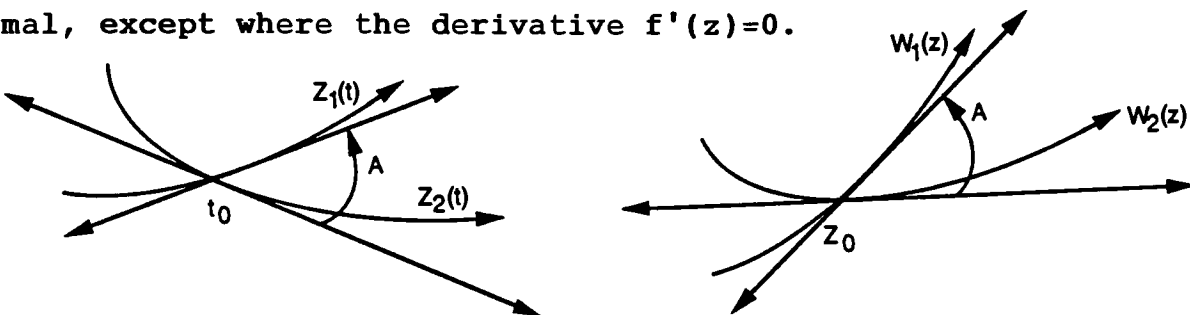 mal, except where the derivative f'(z)=0.
Z1(t)
A
Z2(t)
t0
W1(z)
A
W2(z)
Z0